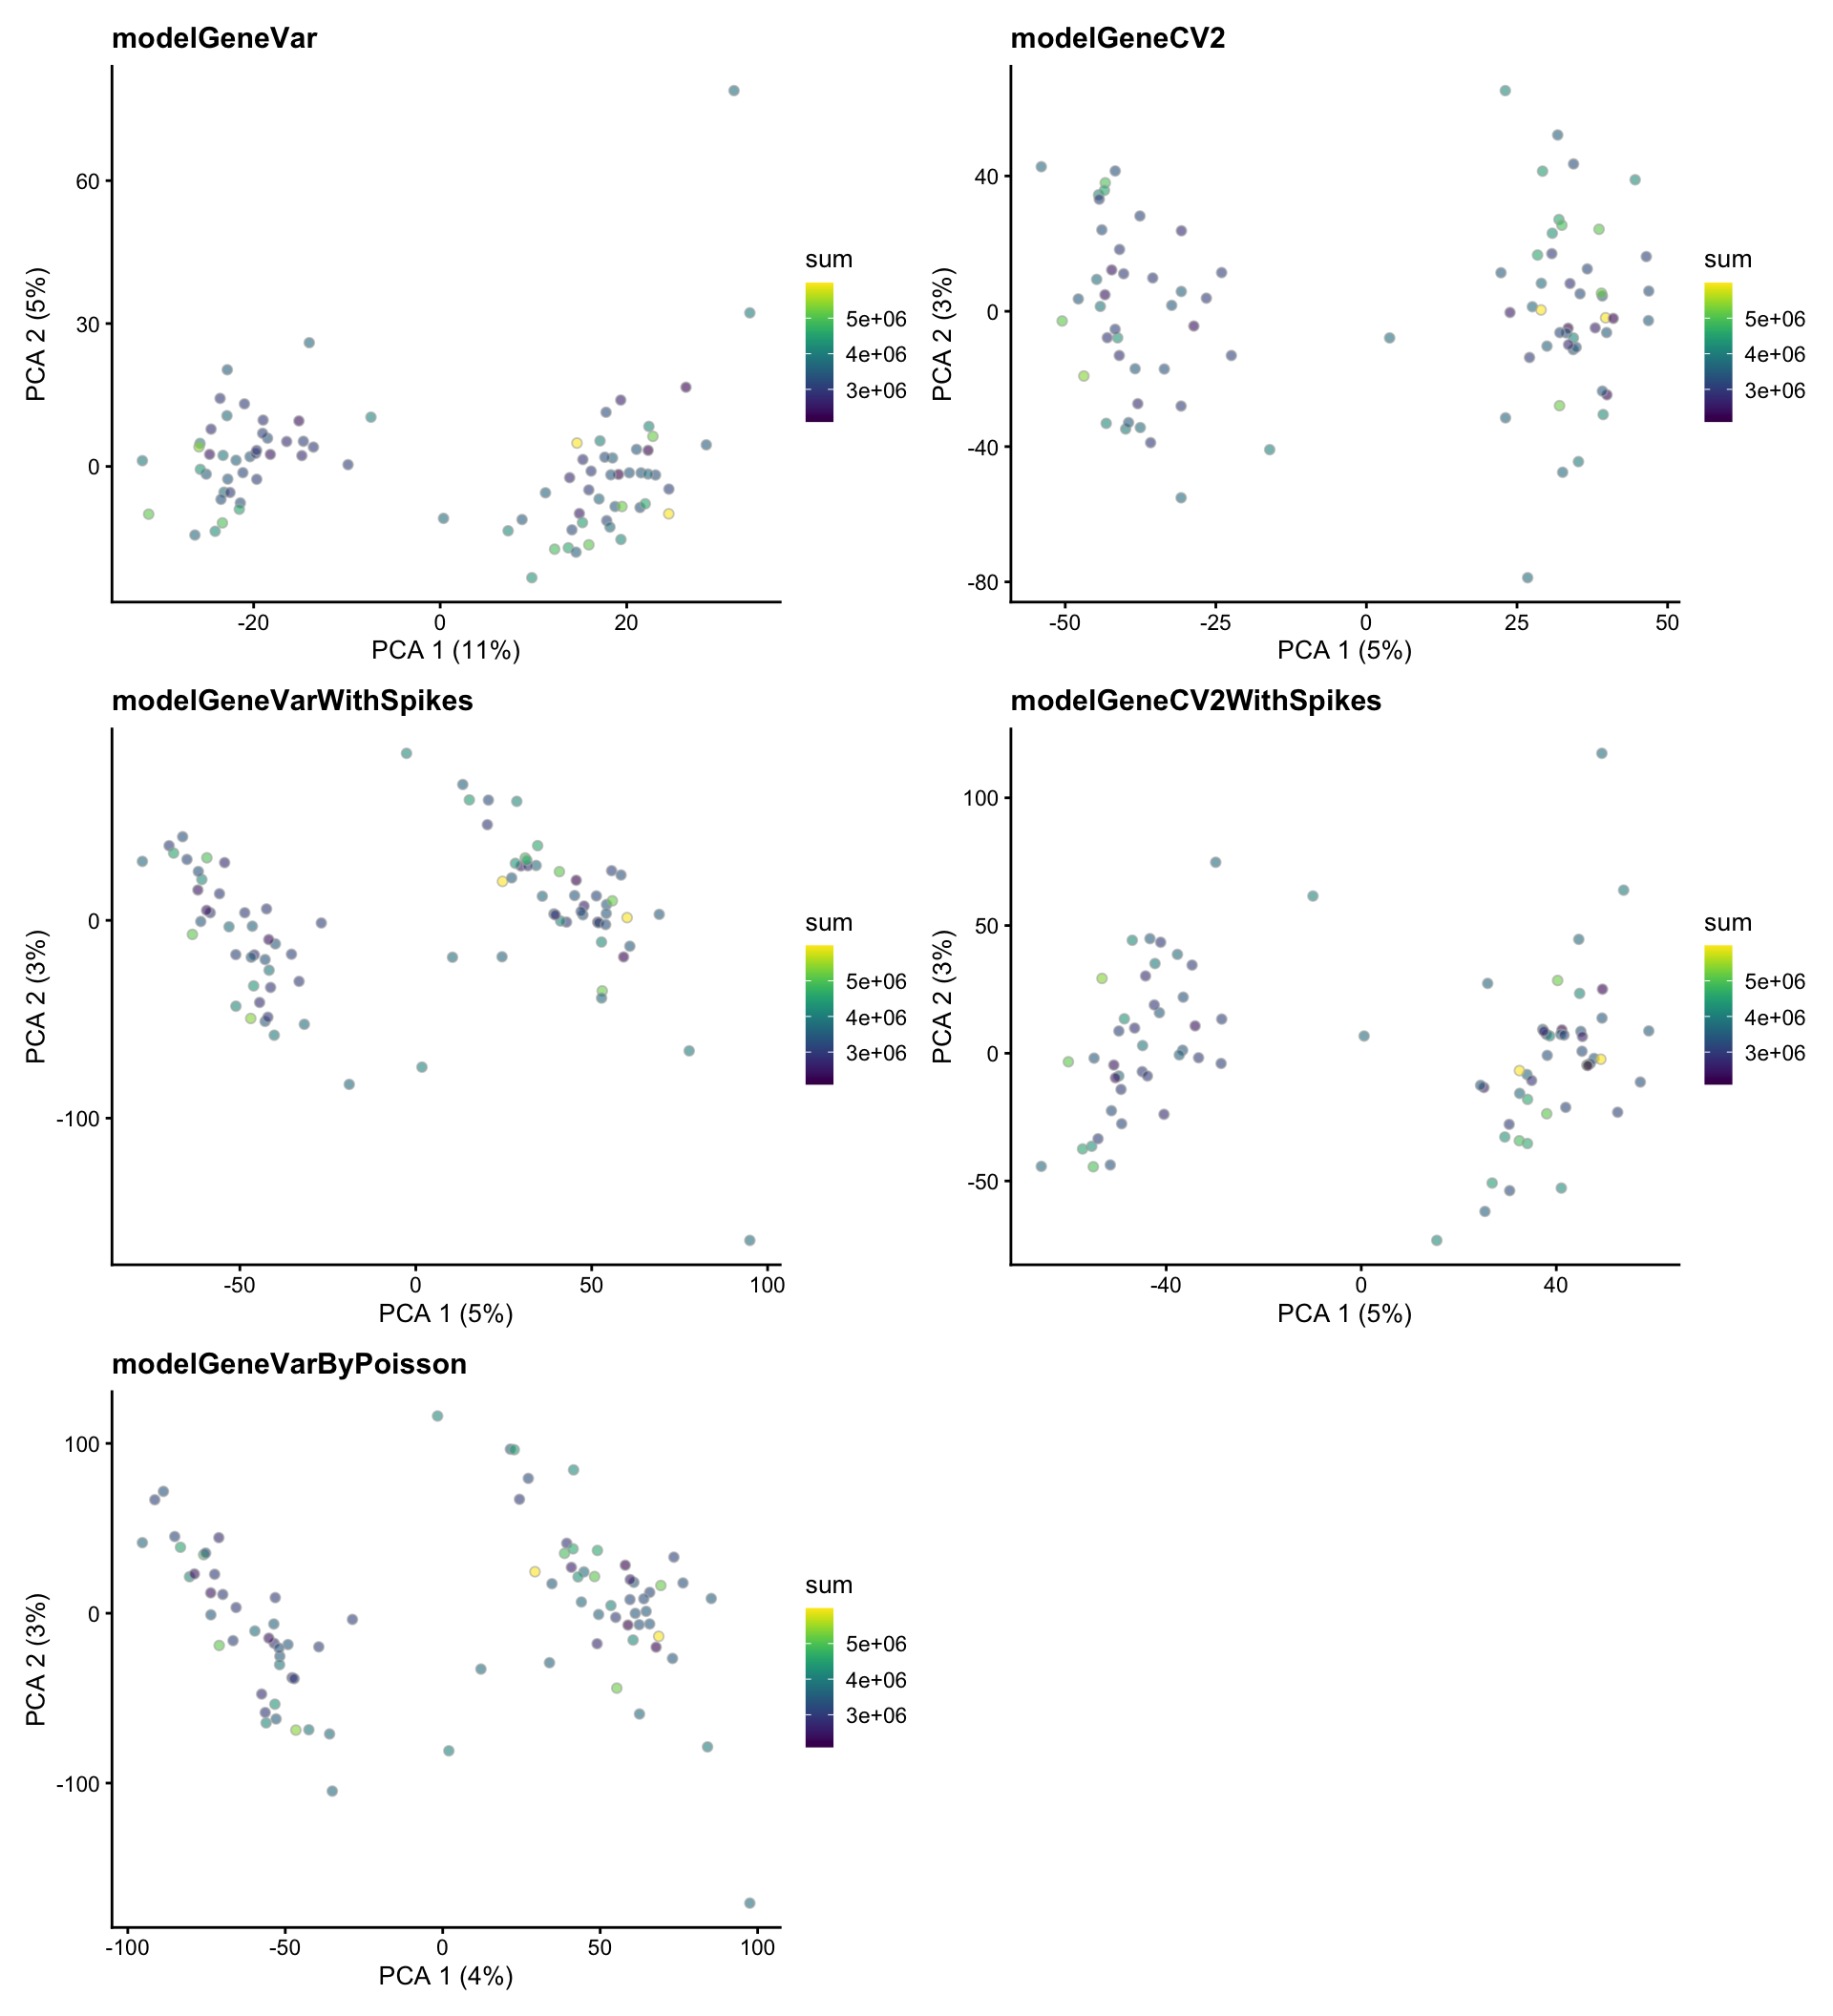 modelGeneVar
60
30
0
-20
0
20
PCA 1 (11%)
PCA 2 (5%)
sum
5e+06
4e+06
3e+06
modelGeneCV2
40
0
-40
-80
-50
-25
0
25
50
PCA 1 (5%)
PCA 2 (3%)
sum
5e+06
4e+06
3e+06
modelGeneVarWithSpikes
0
-100
-50
0
50
100
PCA 1 (5%)
PCA 2 (3%)
sum
5e+06
4e+06
3e+06
modelGeneCV2WithSpikes
100
50
0
-50
-40
0
40
PCA 1 (5%)
PCA 2 (3%)
sum
5e+06
4e+06
3e+06
modelGeneVarByPoisson
100
0
-100
-100
-50
0
50
100
PCA 1 (4%)
PCA 2 (3%)
sum
5e+06
4e+06
3e+06